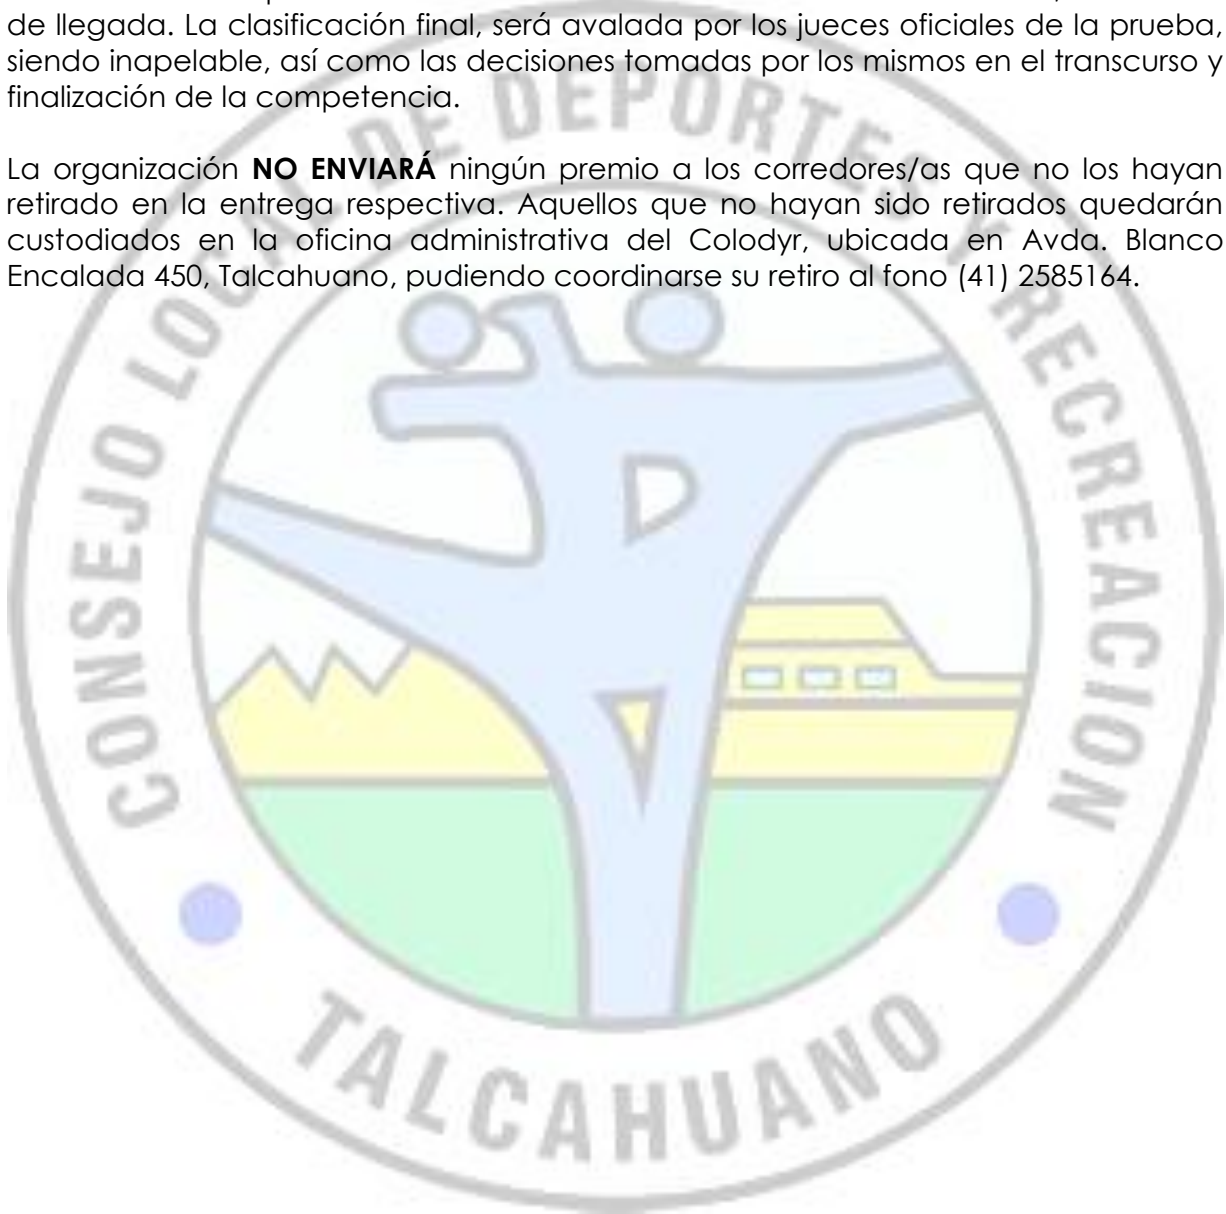 de llegada. La clasificación final, será avalada por los jueces oficiales de la prueba,
siendo inapelable, así como las decisiones tomadas por los mismos en el transcurso y
finalización de la competencia.
La organización NO ENVIARÁ ningún premio a los corredores/as que no los hayan
retirado en la entrega respectiva. Aquellos que no hayan sido retirados quedarán
custodiados en la oficina administrativa del Colodyr, ubicada en Avda. Blanco
Encalada 450, Talcahuano, pudiendo coordinarse su retiro al fono (41) 2585164.
CONSEJO LOCAL DE DEPORTES Y RECREACION
TALCAHUANO